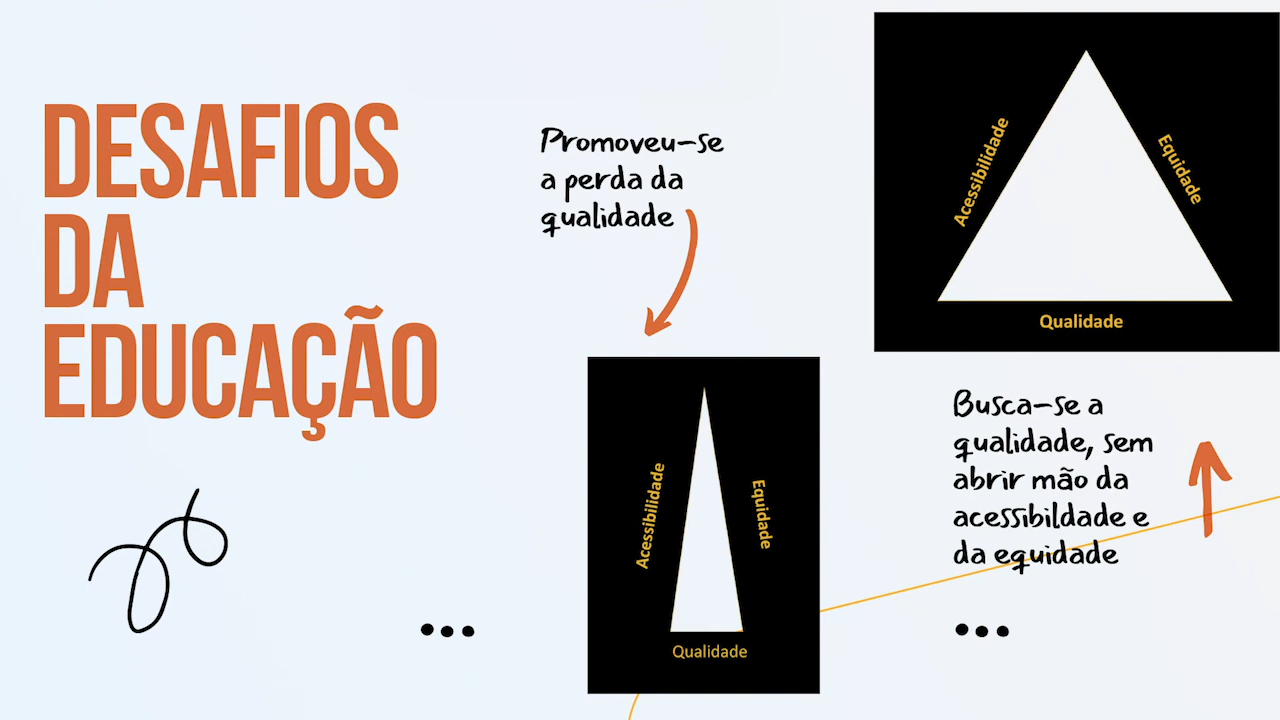 DESAFIOS
DA
EDUCAÇÃO
Promoveu-se
a perda da
qualidade
Acessibilidade
Equidade
Qualidade
Acessibilidade
Equidade
Qualidade
Busca-se a
qualidade, sem
abrir mão da
acessibildade e
da equidade